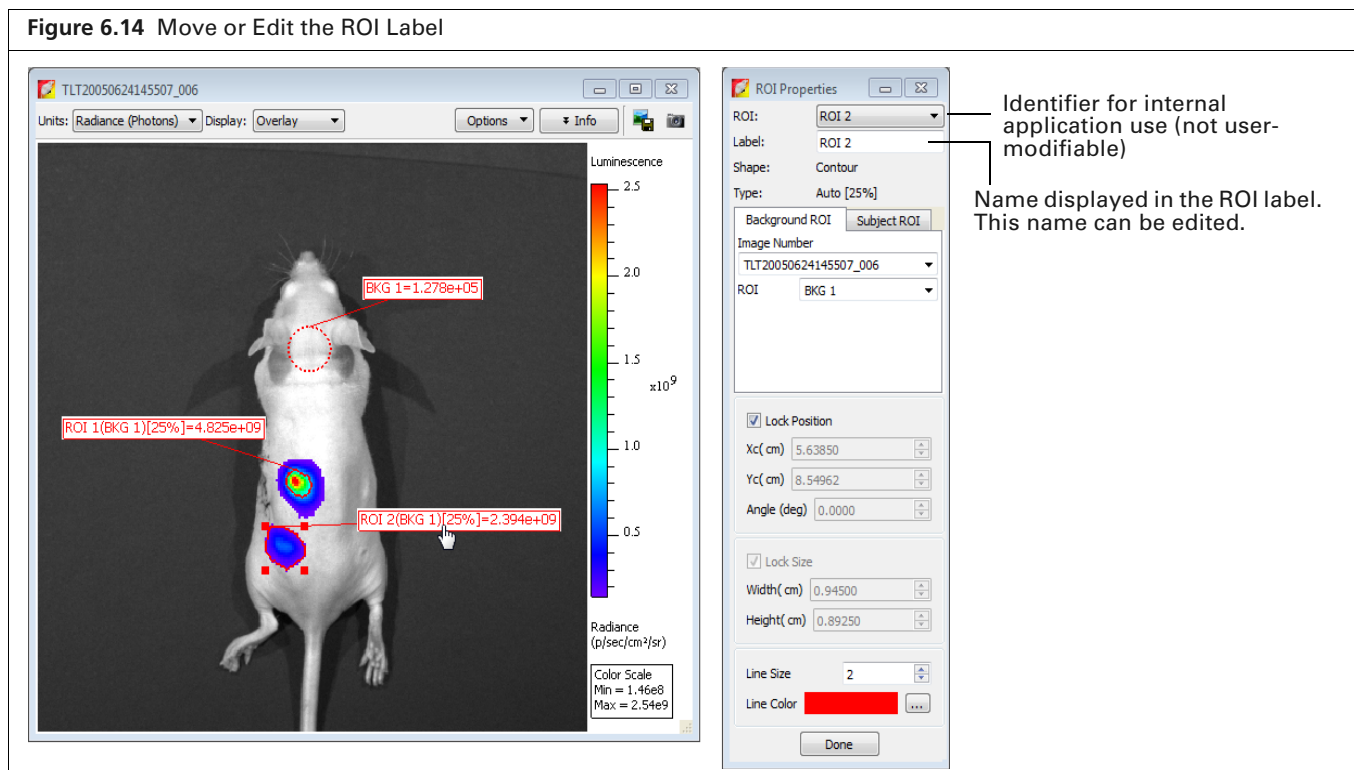 Figure 6.14 Move or Edit the ROI Label
TLT20050624145507_006
Units: Radiance (Photons) Display: Overlay Options Info
Luminescence
2.5
2.0
1.5
x10⁹
1.0
0.5
BKG 1=1.278e+05
ROI 1(BKG 1)[25%]=4.825e+09
ROI 2(BKG 1)[25%]=2.394e+09
Radiance
(p/sec/cm²/sr)
Color Scale
Min = 1.46e8
Max = 2.54e9
ROI Properties
ROI: ROI 2
Label: ROI 2
Shape: Contour
Type: Auto [25%]
Background ROI Subject ROI
Image Number
TLT20050624145507_006
ROI BKG 1
Lock Position
Xc( cm) 5.63850
Yc( cm) 8.54962
Angle (deg) 0.0000
Lock Size
Width( cm) 0.94500
Height( cm) 0.89250
Line Size 2
Line Color ...
Done
Identifier for internal
application use (not user-
modifiable)
Name displayed in the ROI label.
This name can be edited.